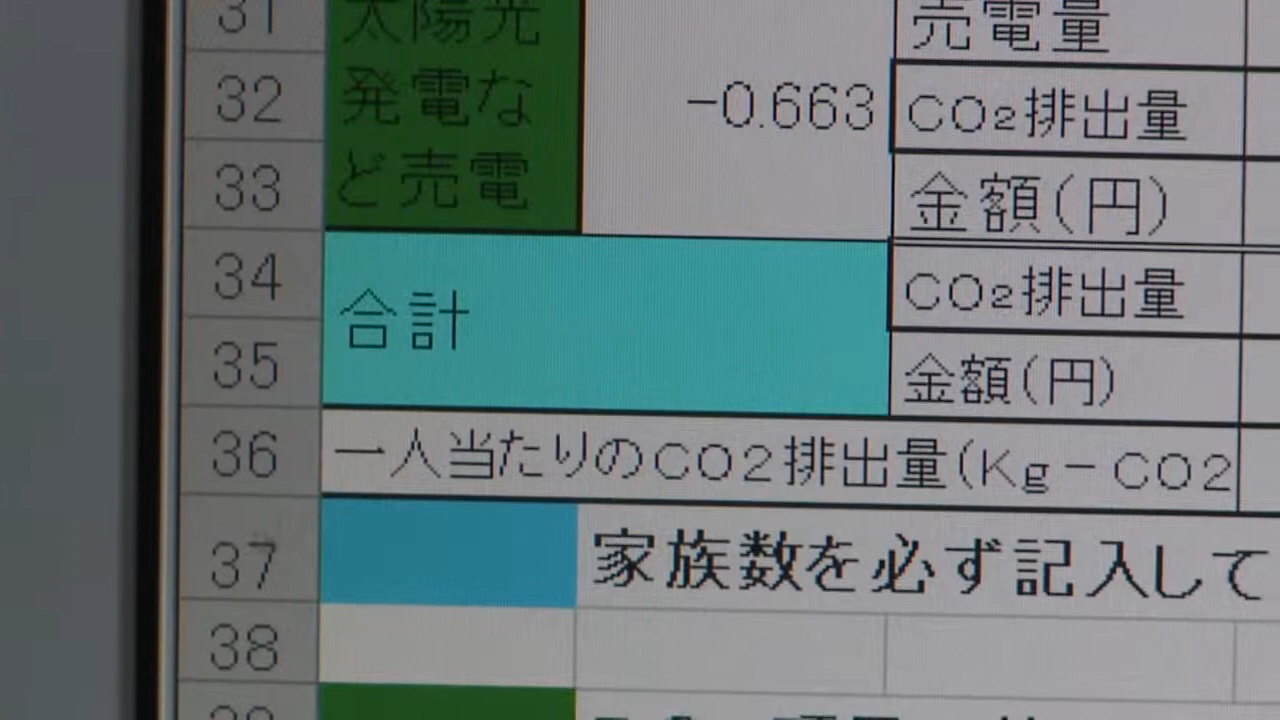 31 太陽光 売電量
32 発電な -0.663 CO2排出量
33 ど売電 金額(円)
34 合計 CO2排出量
35 金額(円)
36 一人当たりのCO2排出量(Kg-CO2
37 家族数を必ず記入して
38
39